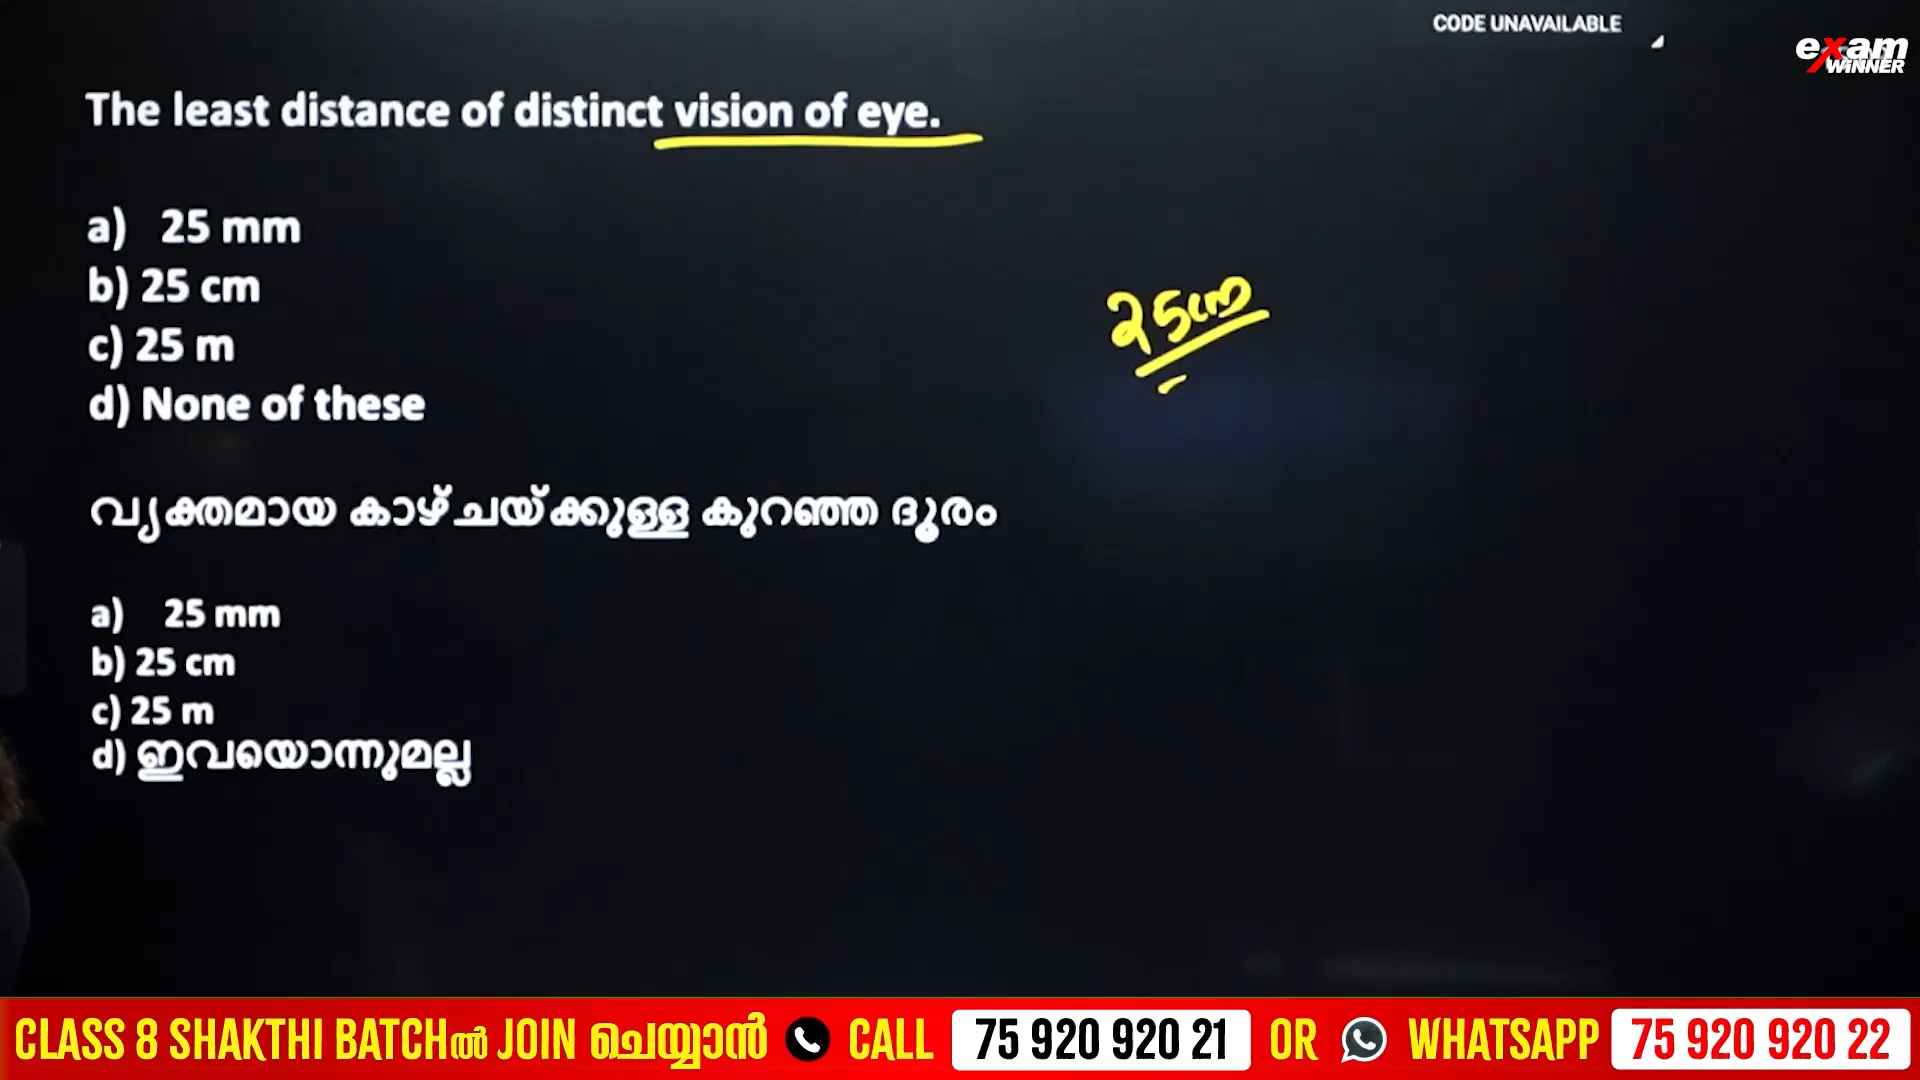 CODE UNAVAILABLE
exam
WINNER
The least distance of distinct vision of eye.
a) 25 mm
b) 25 cm
c) 25 m
d) None of these
25cm
വ്യക്തമായ കാഴ്ചയ്ക്കുള്ള കുറഞ്ഞ ദൂരം
a) 25 mm
b) 25 cm
c) 25 m
d) ഇവയൊന്നുമല്ല
CLASS 8 SHAKTHI BATCHൽ JOIN ചെയ്യാൻ CALL 75 920 920 21 OR WHATSAPP 75 920 920 22